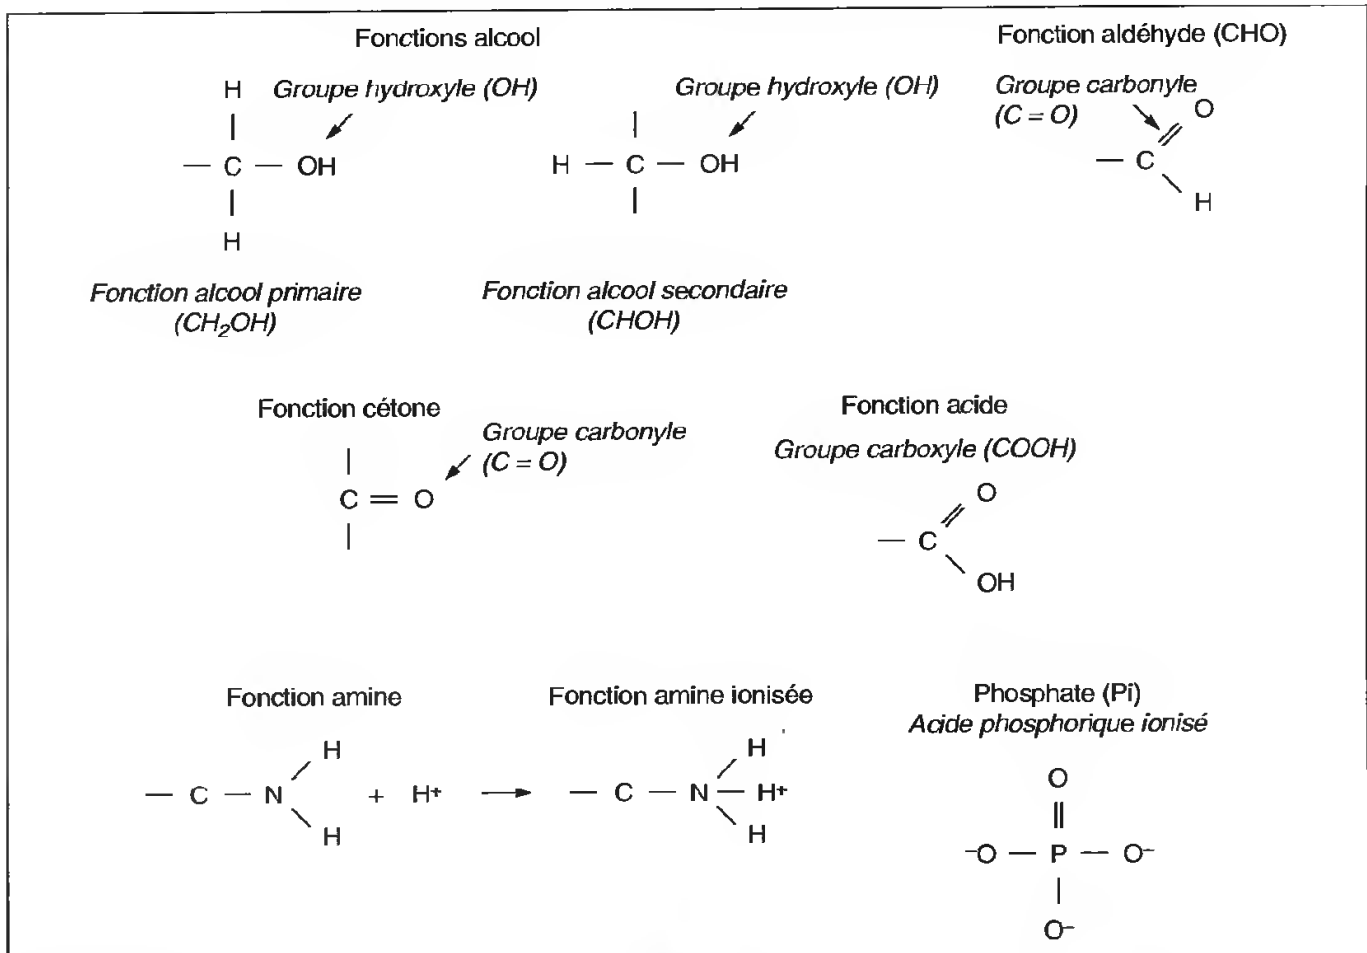 Fonctions alcool
Fonction aldéhyde (CHO)
H
Groupe hydroxyle (OH)
Groupe hydroxyle (OH)
Groupe carbonyle
(C = O)
O
— C — OH
H — C — OH
— C
H
H
Fonction alcool primaire
(CH₂OH)
Fonction alcool secondaire
(CHOH)
Fonction cétone
Groupe carbonyle
(C = O)
C = O
Fonction acide
Groupe carboxyle (COOH)
O
— C
OH
Fonction amine
Fonction amine ionisée
Phosphate (Pi)
Acide phosphorique ionisé
H
— C — N + H⁺ → — C — N — H⁺
H
H
H
O
⁻O — P — O⁻
O⁻